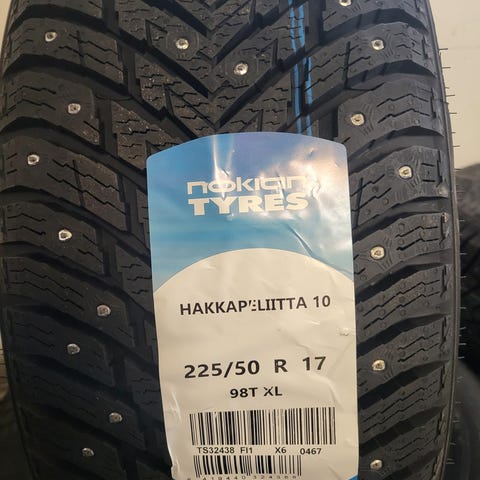 nokian
TYRES
HAKKAPELIITTA 10
225/50 R 17
98T XL
TS32438 FI1 X6 0467